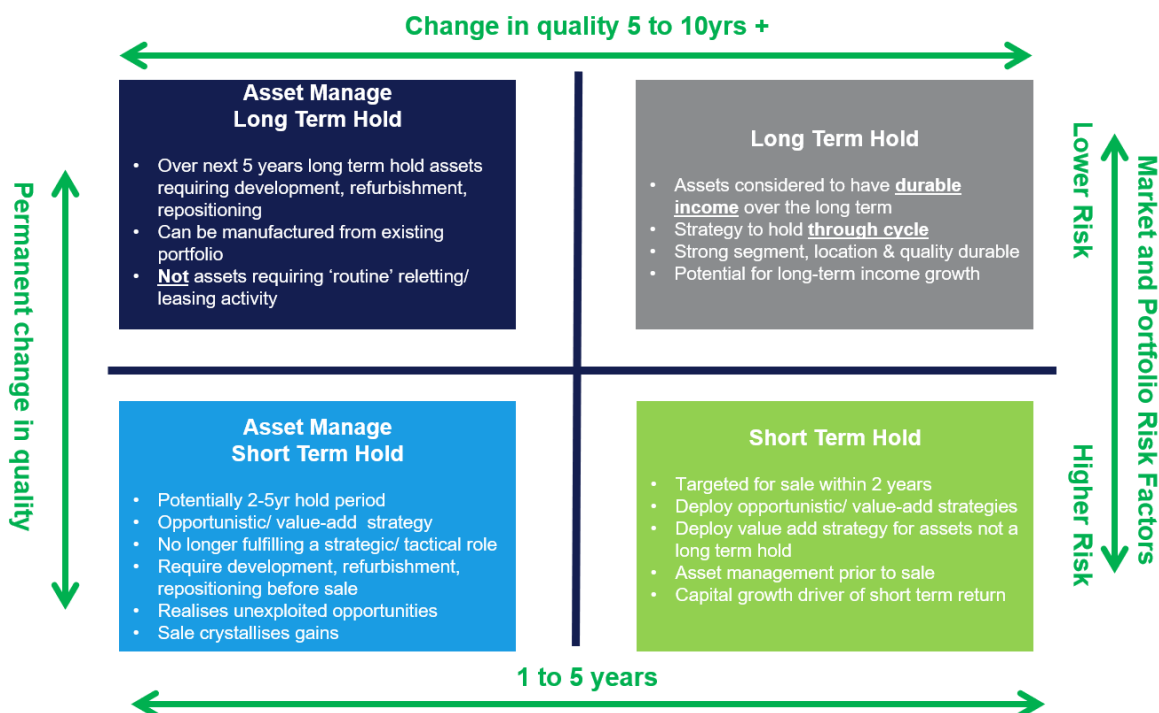 Change in quality 5 to 10yrs +
Asset Manage
Long Term Hold
• Over next 5 years long term hold assets
requiring development, refurbishment,
repositioning
• Can be manufactured from existing
portfolio
• Not assets requiring ‘routine’ reletting/
leasing activity
Long Term Hold
• Assets considered to have durable
income over the long term
• Strategy to hold through cycle
• Strong segment, location & quality durable
• Potential for long-term income growth
Permanent change in quality
Lower Risk
Higher Risk
Market and Portfolio Risk Factors
Asset Manage
Short Term Hold
• Potentially 2-5yr hold period
• Opportunistic/ value-add  strategy
• No longer fulfilling a strategic/ tactical role
• Require development, refurbishment,
repositioning before sale
• Realises unexploited opportunities
• Sale crystallises gains
Short Term Hold
• Targeted for sale within 2 years
• Deploy opportunistic/ value-add strategies
• Deploy value add strategy for assets not a
long term hold
• Asset management prior to sale
• Capital growth driver of short term return
1 to 5 years